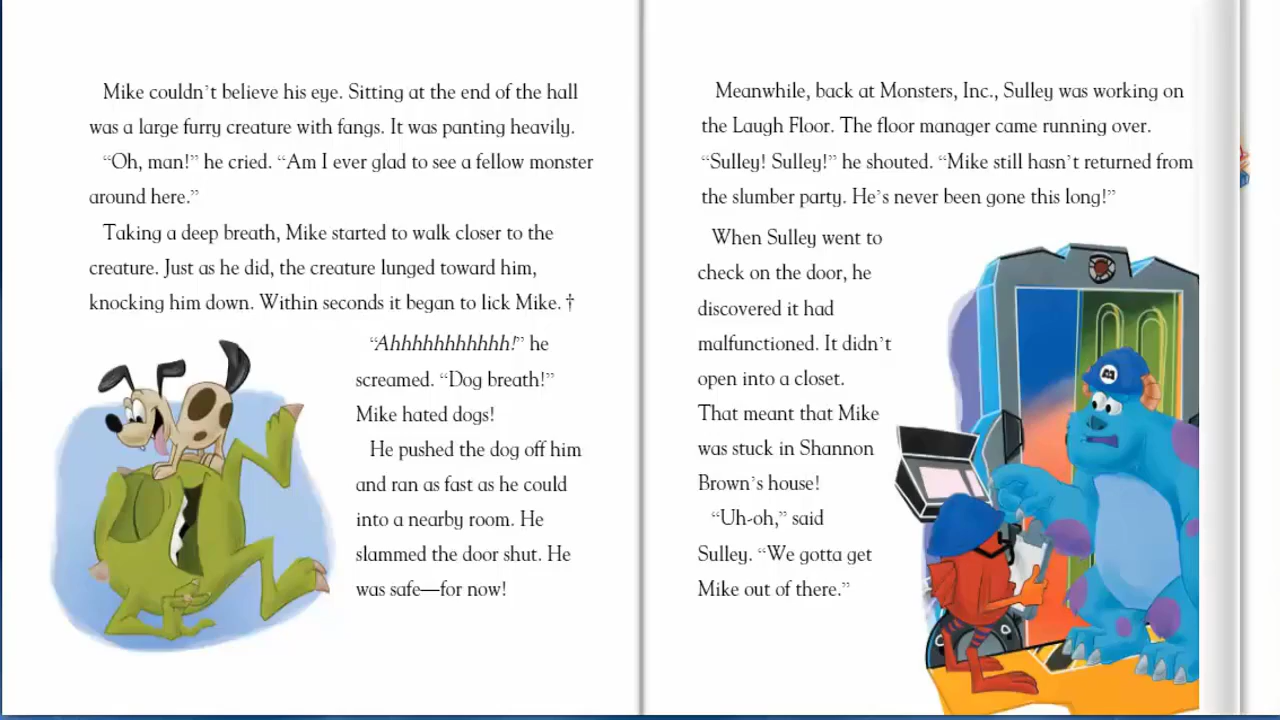 Mike couldn’t believe his eye. Sitting at the end of the hall
was a large furry creature with fangs. It was panting heavily.
“Oh, man!” he cried. “Am I ever glad to see a fellow monster
around here.”
Taking a deep breath, Mike started to walk closer to the
creature. Just as he did, the creature lunged toward him,
knocking him down. Within seconds it began to lick Mike. †
“Ahhhhhhhhhhh!” he
screamed. “Dog breath!”
Mike hated dogs!
He pushed the dog off him
and ran as fast as he could
into a nearby room. He
slammed the door shut. He
was safe—for now!
Meanwhile, back at Monsters, Inc., Sulley was working on
the Laugh Floor. The floor manager came running over.
“Sulley! Sulley!” he shouted. “Mike still hasn’t returned from
the slumber party. He’s never been gone this long!”
When Sulley went to
check on the door, he
discovered it had
malfunctioned. It didn’t
open into a closet.
That meant that Mike
was stuck in Shannon
Brown’s house!
“Uh-oh,” said
Sulley. “We gotta get
Mike out of there.”